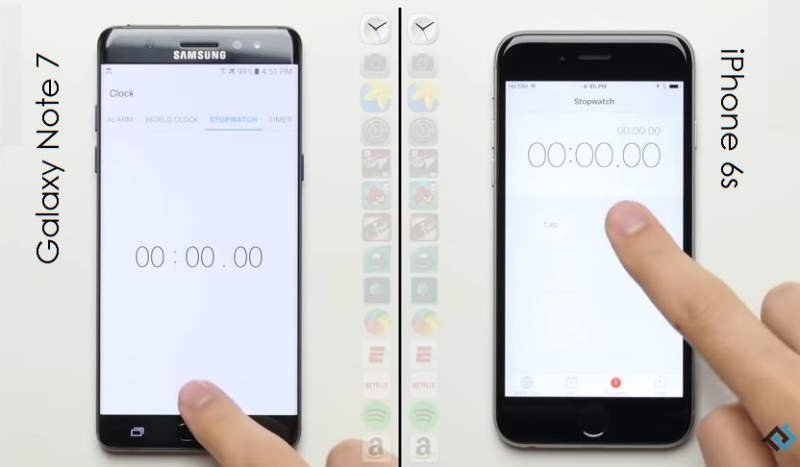 Galaxy Note 7
SAMSUNG
99% 4:51 PM
Clock
ALARM WORLD CLOCK STOPWATCH TIMER
00 : 00 . 00
NETFLIX
a
iPhone 6s
No SIM 4:45 PM
Stopwatch
00:00.00
00:00.00
Lap
NETFLIX
a